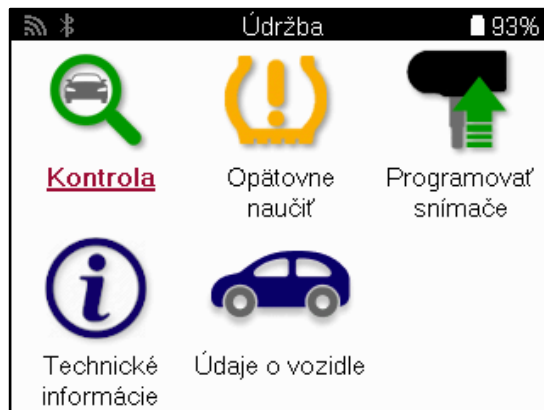 Údržba 93%
Kontrola
Opätovne
naučiť
Programovať
snímače
Technické
informácie
Údaje o vozidle